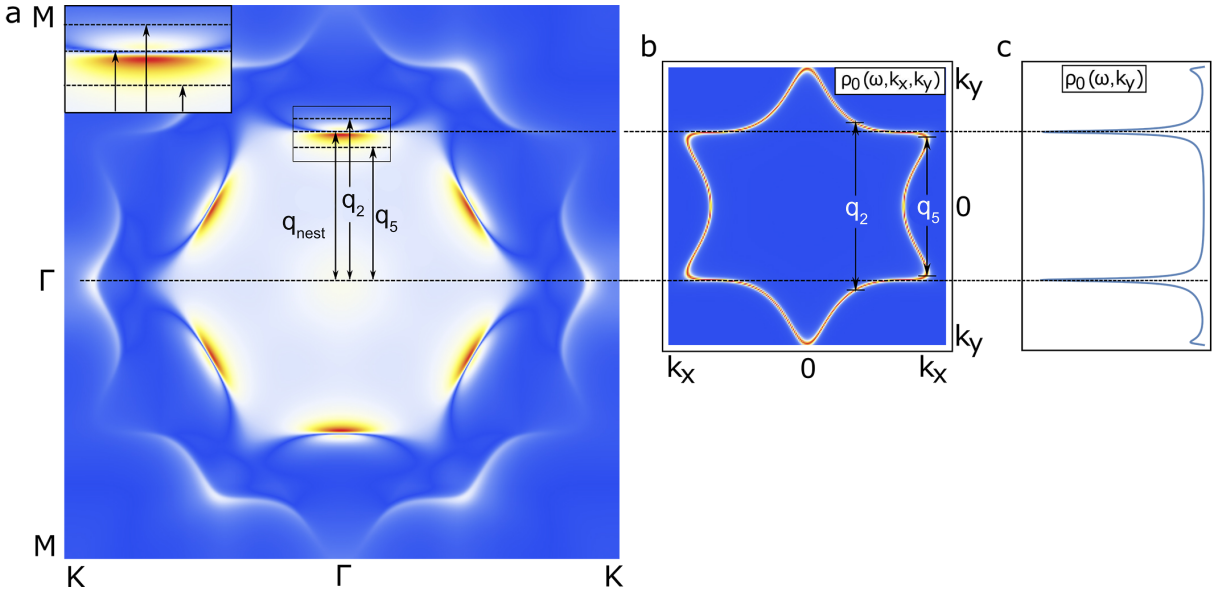 a
M
Γ
M
K
Γ
K
q_nest
q_2
q_5
b
ρ_0(ω,k_x,k_y)
k_y
0
k_y
q_2
q_5
k_x
0
k_x
c
ρ_0(ω,k_y)